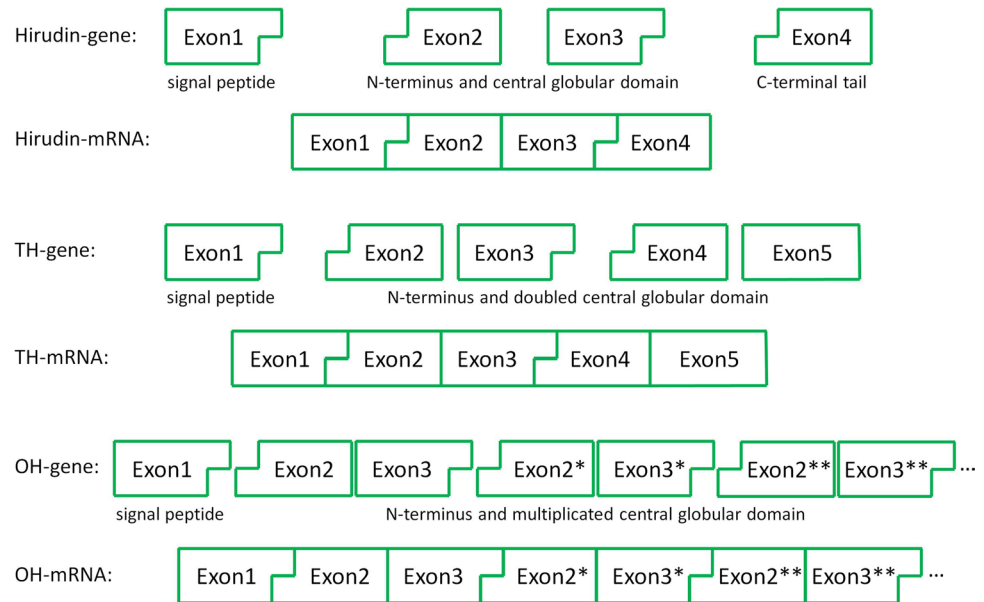 Hirudin-gene: Exon1 Exon2 Exon3 Exon4
signal peptide N-terminus and central globular domain C-terminal tail
Hirudin-mRNA: Exon1 Exon2 Exon3 Exon4
TH-gene: Exon1 Exon2 Exon3 Exon4 Exon5
signal peptide N-terminus and doubled central globular domain
TH-mRNA: Exon1 Exon2 Exon3 Exon4 Exon5
OH-gene: Exon1 Exon2 Exon3 Exon2* Exon3* Exon2** Exon3** ...
signal peptide N-terminus and multiplicated central globular domain
OH-mRNA: Exon1 Exon2 Exon3 Exon2* Exon3* Exon2** Exon3** ...